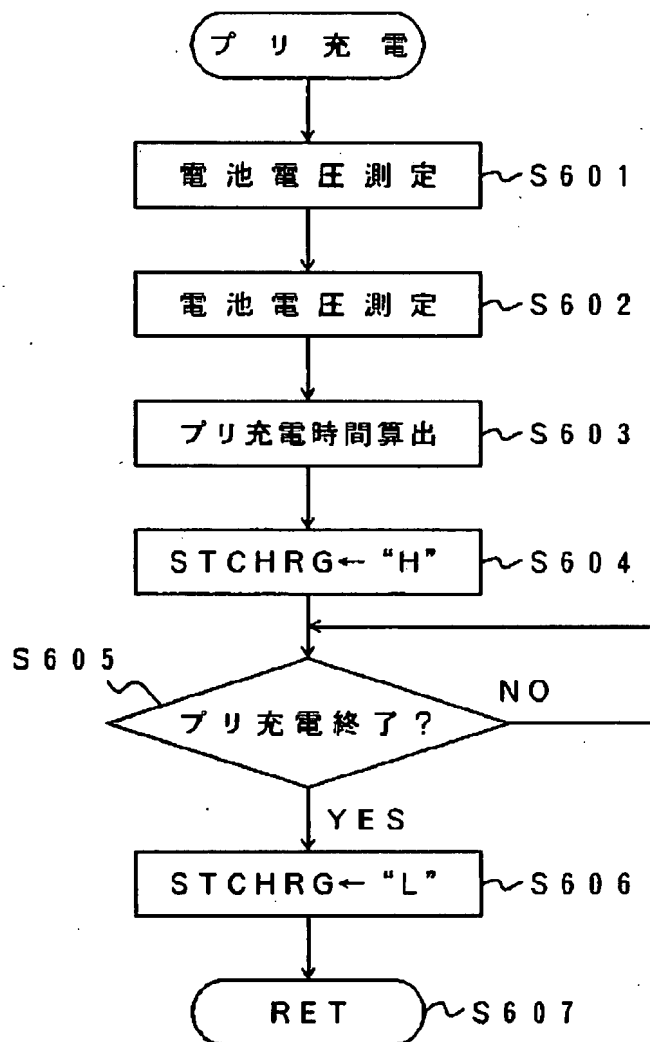 プリ充電
電池電圧測定 S601
電池電圧測定 S602
プリ充電時間算出 S603
STCHRG←“H” S604
S605
プリ充電終了？ NO
YES
STCHRG←“L” S606
RET S607